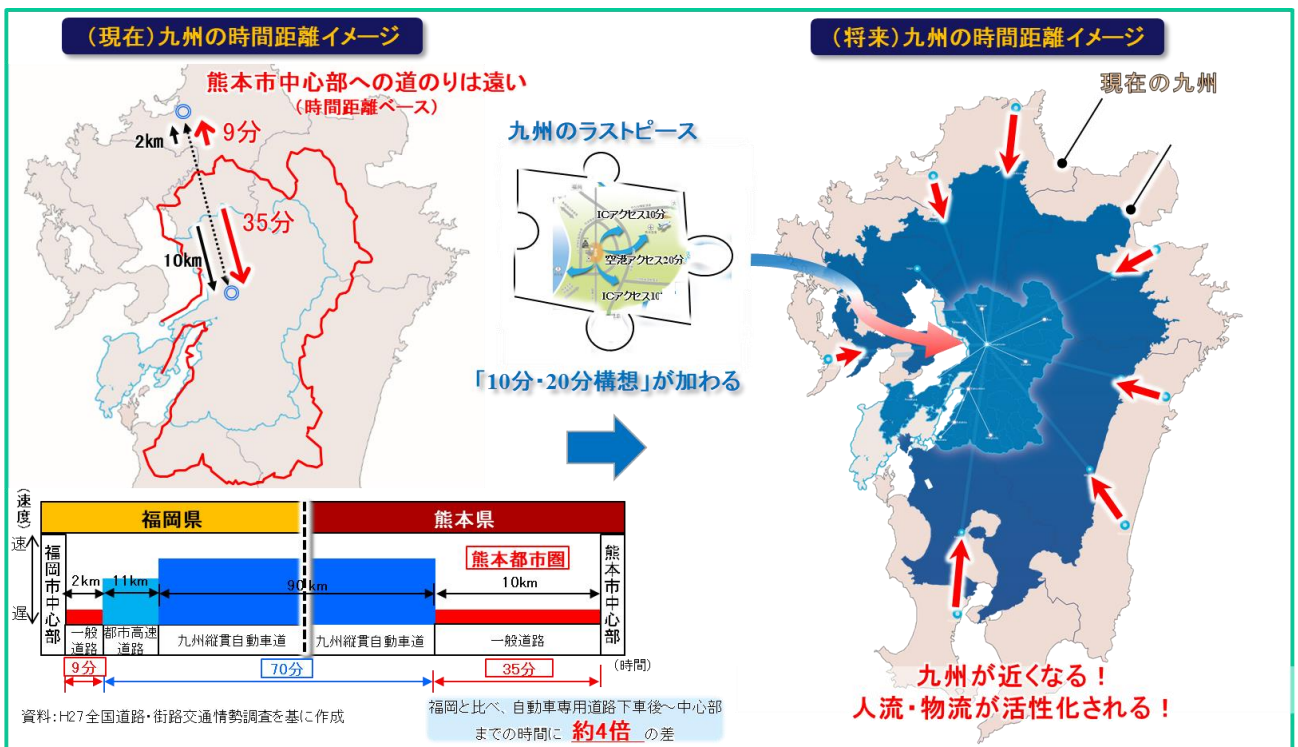 （現在）九州の時間距離イメージ
熊本市中心部への道のりは遠い
（時間距離ベース）
2km
9分
35分
10km
九州のラストピース
ICアクセス10分
空港アクセス20分
ICアクセス10
「10分・20分構想」が加わる
（将来）九州の時間距離イメージ
現在の九州
九州が近くなる！
人流・物流が活性化される！
（速度）
速
遅
福岡県
熊本県
福岡市中心部
熊本都市圏
熊本市中心部
2km
11km
90 km
10km
一般道路
都市高速道路
九州縦貫自動車道
九州縦貫自動車道
一般道路
9分
70分
35分
（時間）
資料：H27全国道路・街路交通情勢調査を基に作成
福岡と比べ、自動車専用道路下車後～中心部
までの時間に 約4倍 の差